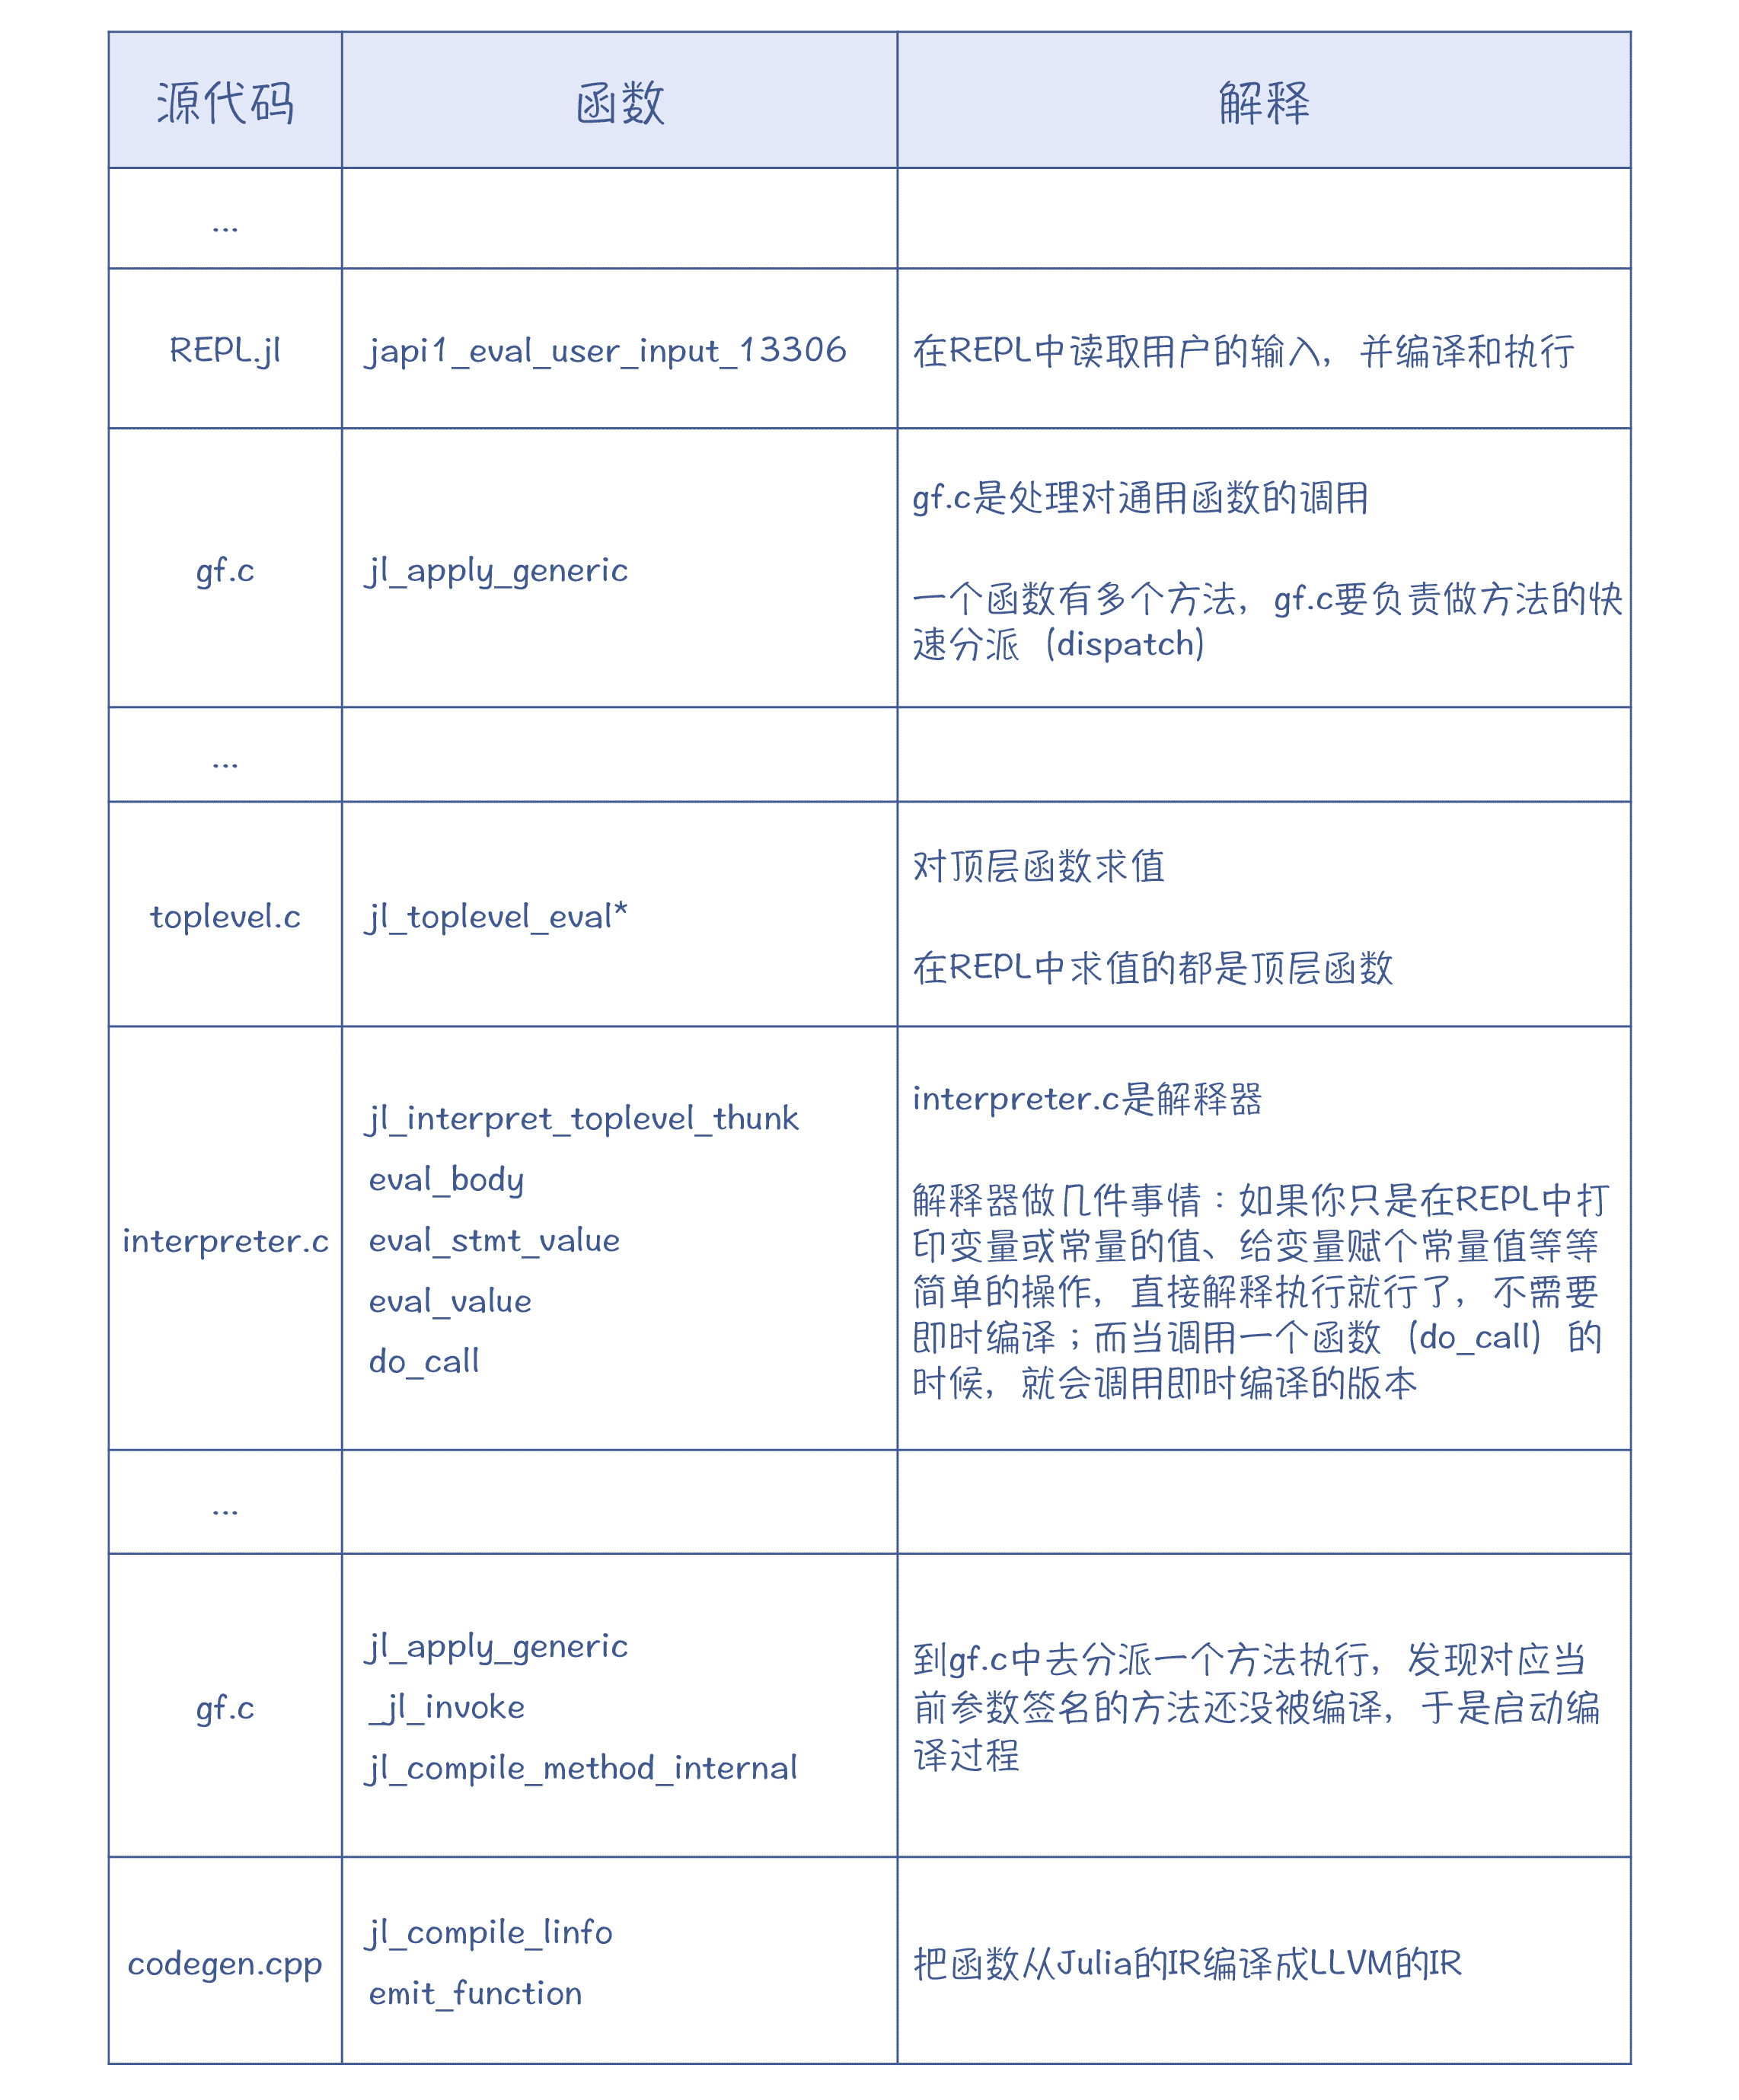 源代码
函数
解释
...
REPL.jl
japi1_eval_user_input_13306
在REPL中读取用户的输入，并编译和执行
gf.c
jl_apply_generic
gf.c是处理对通用函数的调用
一个函数有多个方法，gf.c要负责做方法的快
速分派（dispatch）
...
toplevel.c
jl_toplevel_eval*
对顶层函数求值
在REPL中求值的都是顶层函数
interpreter.c
jl_interpret_toplevel_thunk
eval_body
eval_stmt_value
eval_value
do_call
interpreter.c是解释器
解释器做几件事情：如果你只是在REPL中打
印变量或常量的值、给变量赋个常量值等等
简单的操作，直接解释执行就行了，不需要
即时编译；而当调用一个函数（do_call）的
时候，就会调用即时编译的版本
...
gf.c
jl_apply_generic
_jl_invoke
jl_compile_method_internal
到gf.c中去分派一个方法执行，发现对应当
前参数签名的方法还没被编译，于是启动编
译过程
codegen.cpp
jl_compile_linfo
emit_function
把函数从Julia的IR编译成LLVM的IR